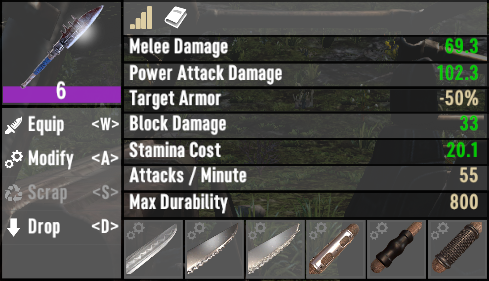 6
Equip <W>
Modify <A>
Scrap <S>
Drop <D>
Melee Damage 69.3
Power Attack Damage 102.3
Target Armor -50%
Block Damage 33
Stamina Cost 20.1
Attacks / Minute 55
Max Durability 800